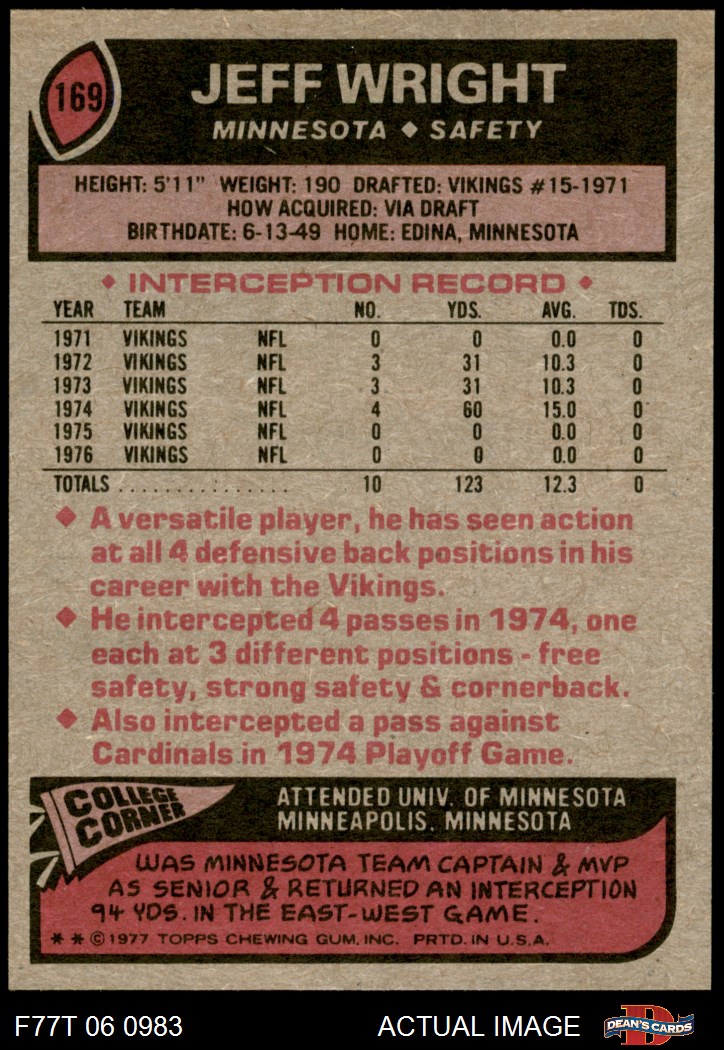 169
JEFF WRIGHT
MINNESOTA ◆ SAFETY
HEIGHT: 5'11" WEIGHT: 190 DRAFTED: VIKINGS #15-1971
HOW ACQUIRED: VIA DRAFT
BIRTHDATE: 6-13-49 HOME: EDINA, MINNESOTA
◆ INTERCEPTION RECORD ◆
YEAR TEAM NO. YDS. AVG. TDS.
1971 VIKINGS NFL 0 0 0.0 0
1972 VIKINGS NFL 3 31 10.3 0
1973 VIKINGS NFL 3 31 10.3 0
1974 VIKINGS NFL 4 60 15.0 0
1975 VIKINGS NFL 0 0 0.0 0
1976 VIKINGS NFL 0 0 0.0 0
TOTALS ................ 10 123 12.3 0
◆ A versatile player, he has seen action
at all 4 defensive back positions in his
career with the Vikings.
◆ He intercepted 4 passes in 1974, one
each at 3 different positions - free
safety, strong safety & cornerback.
◆ Also intercepted a pass against
Cardinals in 1974 Playoff Game.
COLLEGE
CORNER
ATTENDED UNIV. OF MINNESOTA
MINNEAPOLIS, MINNESOTA
WAS MINNESOTA TEAM CAPTAIN & MVP
AS SENIOR & RETURNED AN INTERCEPTION
94 YDS. IN THE EAST-WEST GAME.
* * © 1977 TOPPS CHEWING GUM, INC. PRTD. IN U.S.A.
F77T 06 0983 ACTUAL IMAGE
D
DEAN'S CARDS